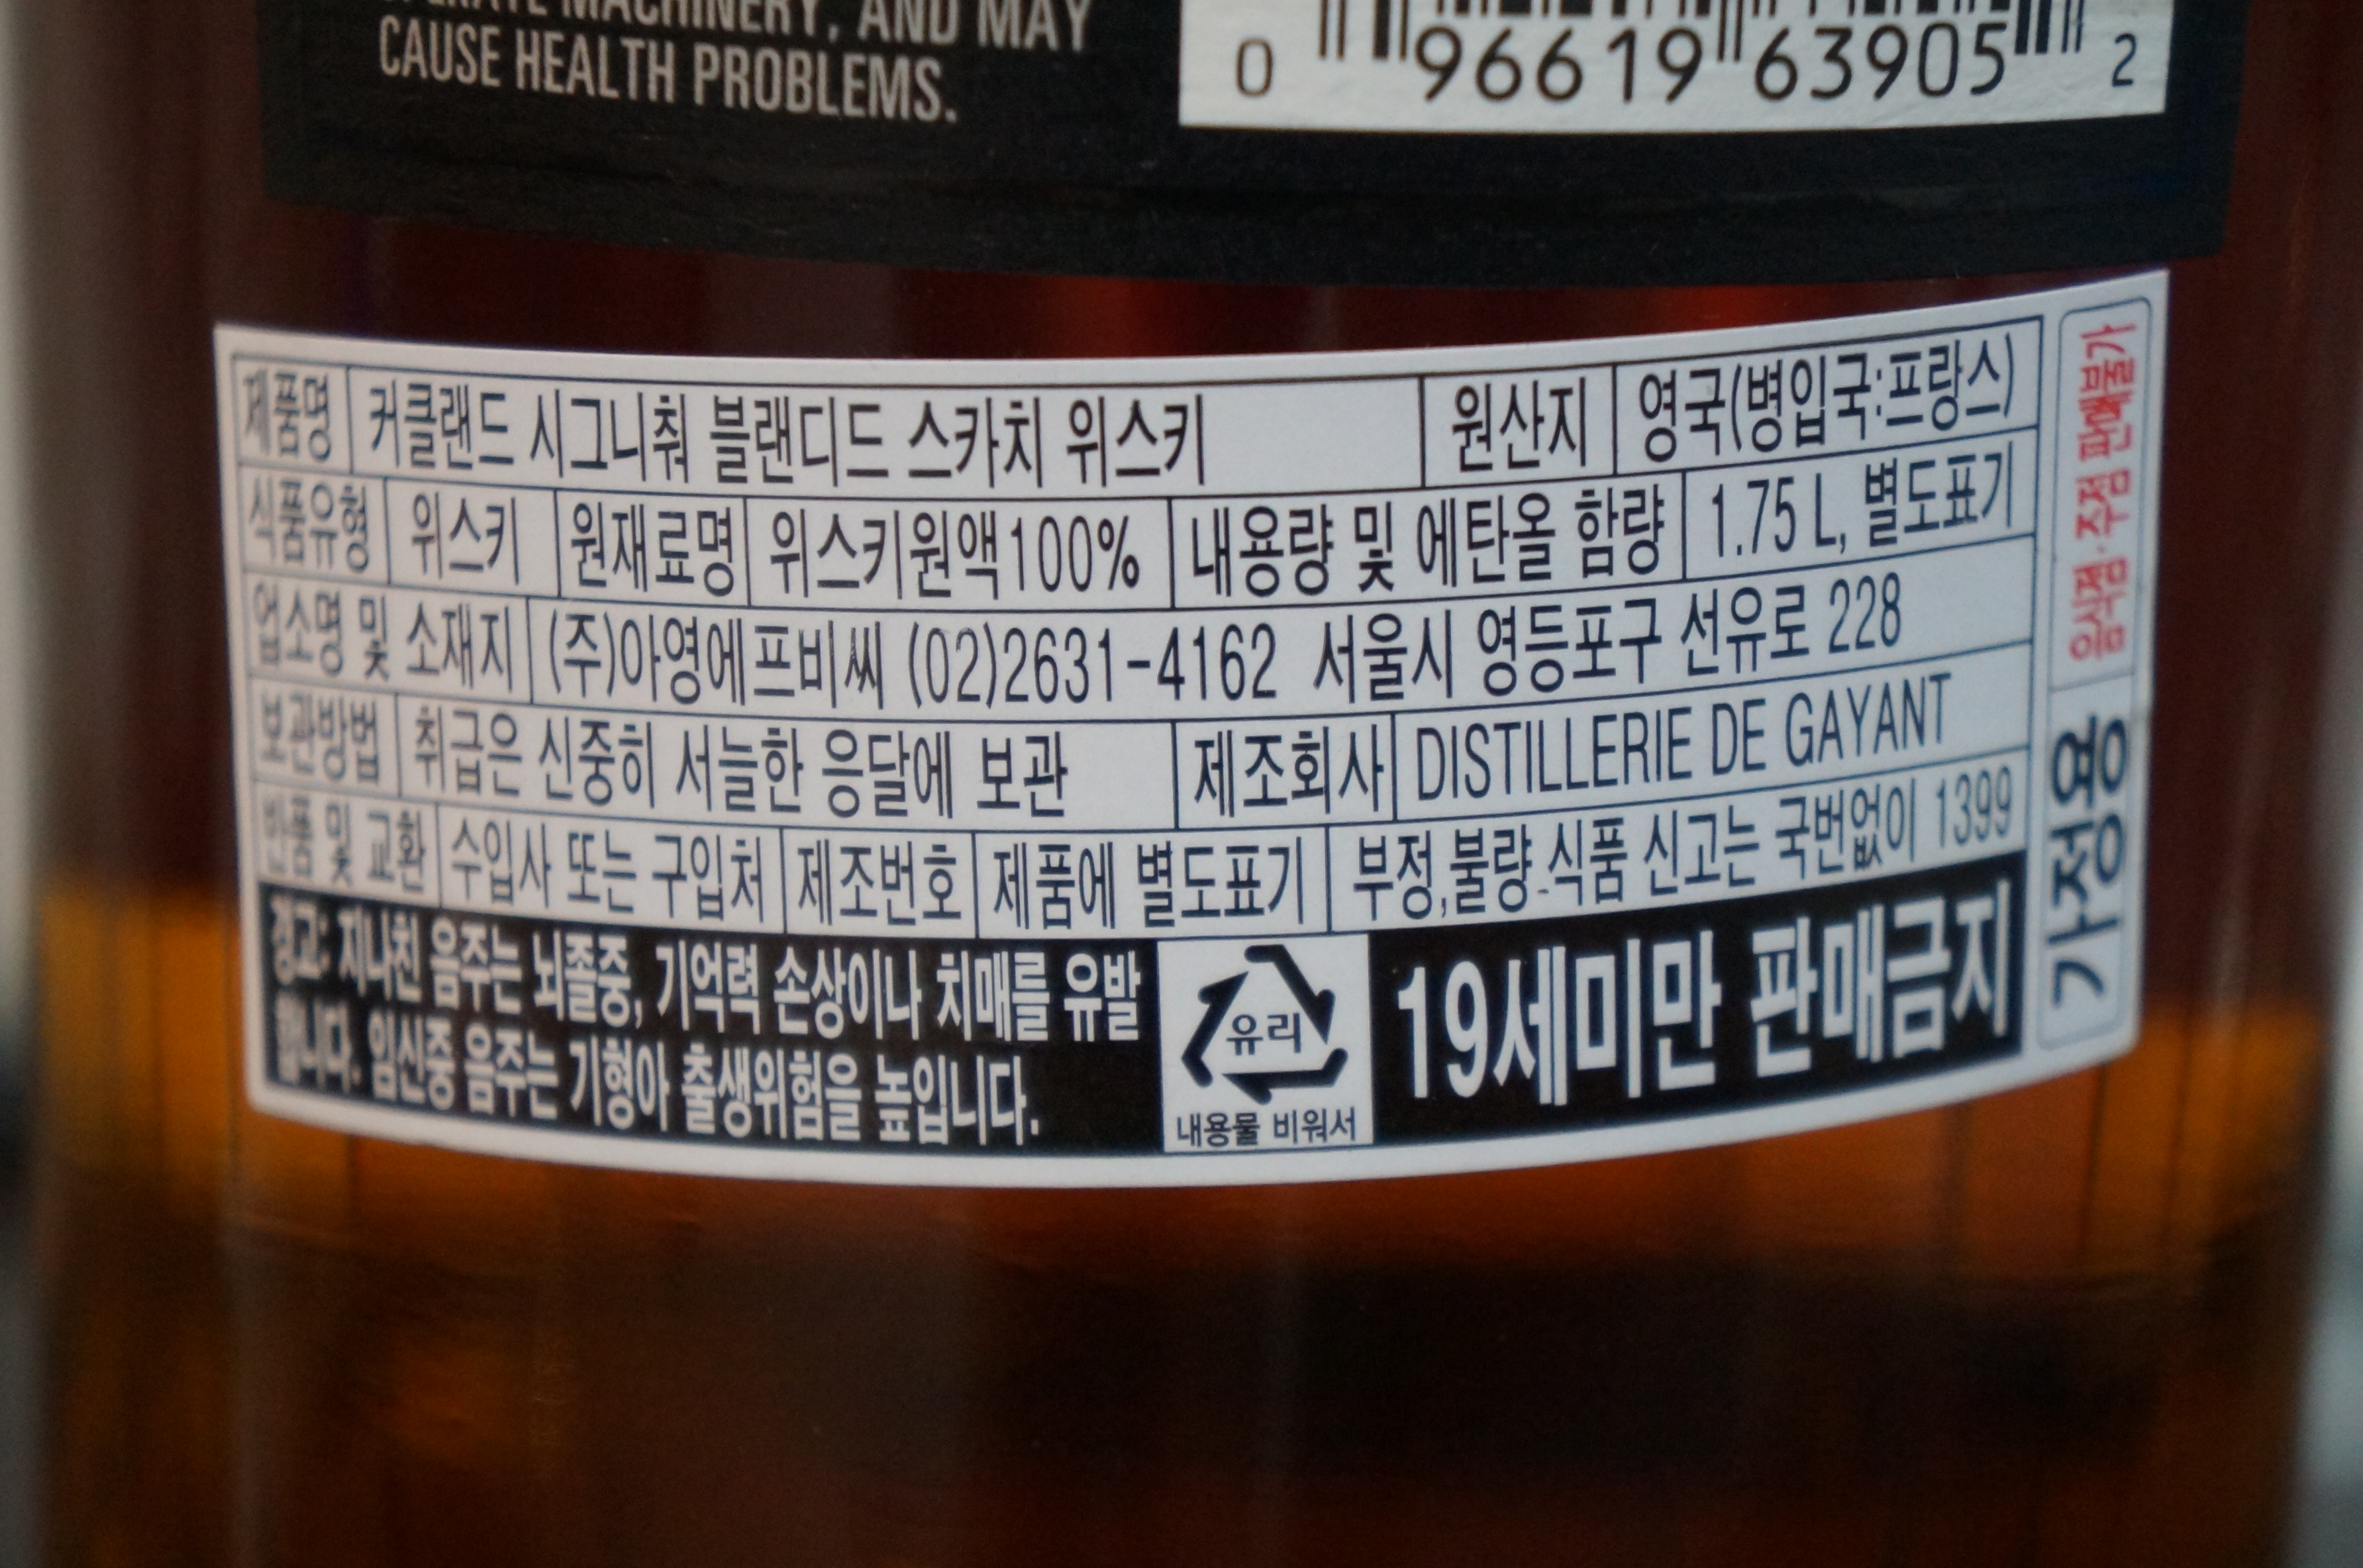 MACHINERY, AND MAY
CAUSE HEALTH PROBLEMS.
0 96619 63905 2
제품명 커클랜드 시그니춰 블랜디드 스카치 위스키 원산지 영국(병입국:프랑스)
식품유형 위스키 원재료명 위스키원액100% 내용량 및 에탄올 함량 1.75 L, 별도표기
업소명 및 소재지 (주)아영에프비씨 (02)2631-4162 서울시 영등포구 선유로 228
보관방법 취급은 신중히 서늘한 응달에 보관 제조회사 DISTILLERIE DE GAYANT
반품 및 교환 수입사 또는 구입처 제조번호 제품에 별도표기 부정,불량.식품 신고는 국번없이 1399
경고: 지나친 음주는 뇌졸중, 기억력 손상이나 치매를 유발
합니다. 임신중 음주는 기형아 출생위험을 높입니다.
유리
내용물 비워서
19세미만 판매금지
가정용
음식점·주점 판매불가